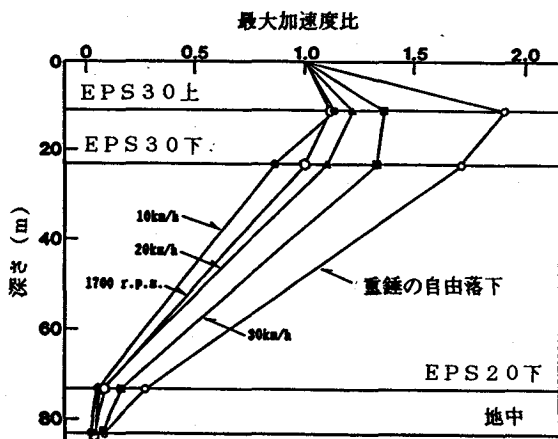 最大加速度比
0 0.5 1.0 1.5 2.0
0
EPS30上
EPS30下
20
深さ (m)
40
60
80
10km/h
20km/h
1700 r.p.m.
30km/h
重錘の自由落下
EPS20下
地中